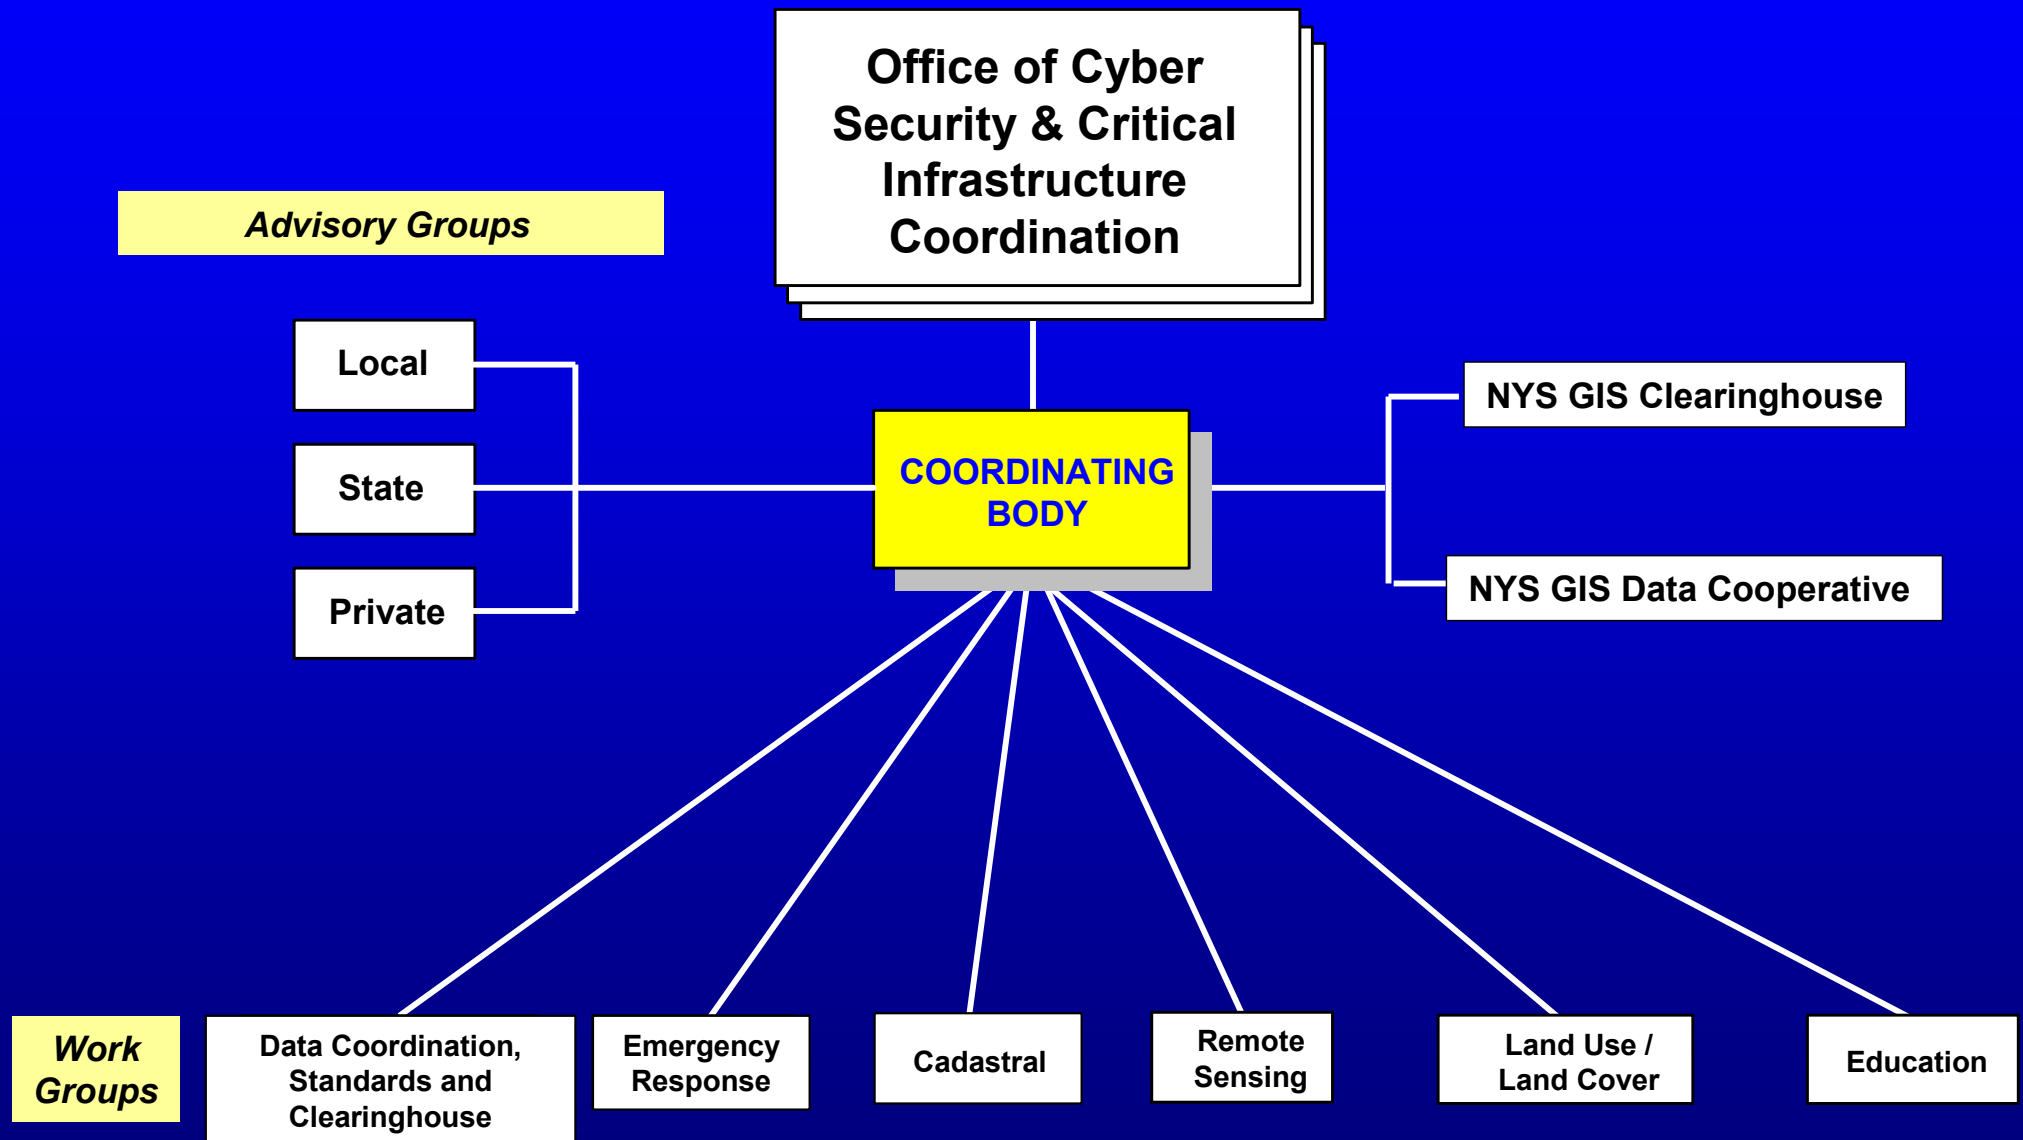 Office of Cyber
Security & Critical
Infrastructure
Coordination
Advisory Groups
Local
State
Private
COORDINATING
BODY
NYS GIS Clearinghouse
NYS GIS Data Cooperative
Work
Groups
Data Coordination,
Standards and
Clearinghouse
Emergency
Response
Cadastral
Remote
Sensing
Land Use /
Land Cover
Education